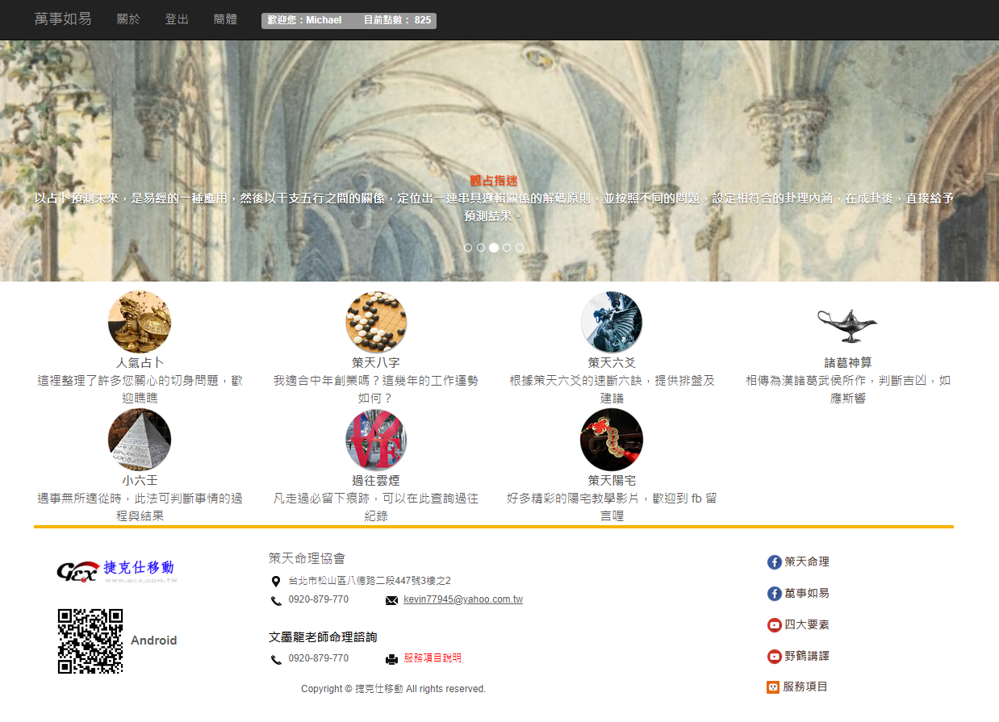 萬事如易 關於 登出 簡體 歡迎您：Michael 目前點數： 825
觀占指迷
以占卜預測未來，是易經的一種應用，然後以干支五行之間的關係，定位出一連串具邏輯關係的解碼原則，並按照不同的問題，設定相符合的卦理內涵，在成卦後，直接給予
預測結果。
人氣占卜
這裡整理了許多您關心的切身問題，歡
迎瞧瞧
策天八字
我適合中年創業嗎？這幾年的工作運勢
如何？
策天六爻
根據策天六爻的速斷六訣，提供排盤及
建議
諸葛神算
相傳為漢諸葛武侯所作，判斷吉凶，如
應斯響
小六壬
遇事無所適從時，此法可判斷事情的過
程與結果
過往雲煙
凡走過必留下痕跡，可以在此查詢過往
紀錄
策天陽宅
好多精彩的陽宅教學影片，歡迎到 fb 留
言喔
Gex 捷克仕移動
WWW.GEX.COM.TW
Android
策天命理協會
台北市松山區八德路二段447號3樓之2
0920-879-770 kevin77945@yahoo.com.tw
文墨龍老師命理諮詢
0920-879-770 服務項目說明
Copyright © 捷克仕移動 All rights reserved.
策天命理
萬事如易
四大要素
野鶴講譯
服務項目